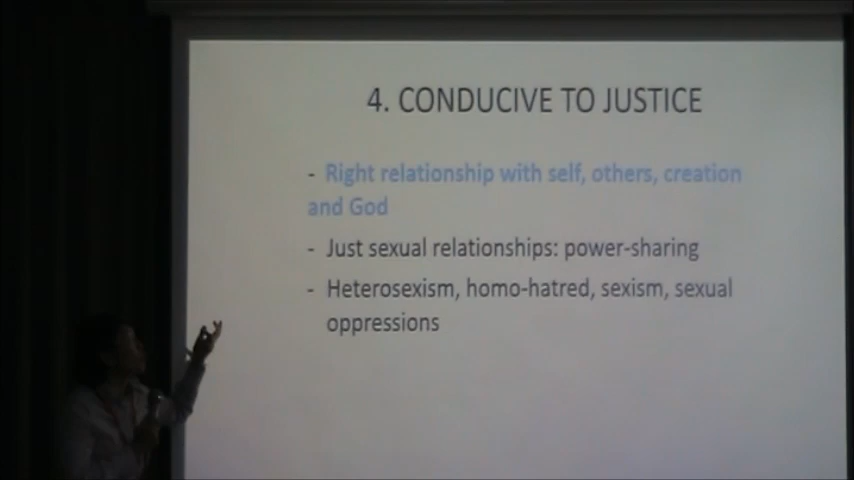 4. CONDUCIVE TO JUSTICE
- Right relationship with self, others, creation
and God
- Just sexual relationships: power-sharing
- Heterosexism, homo-hatred, sexism, sexual
oppressions